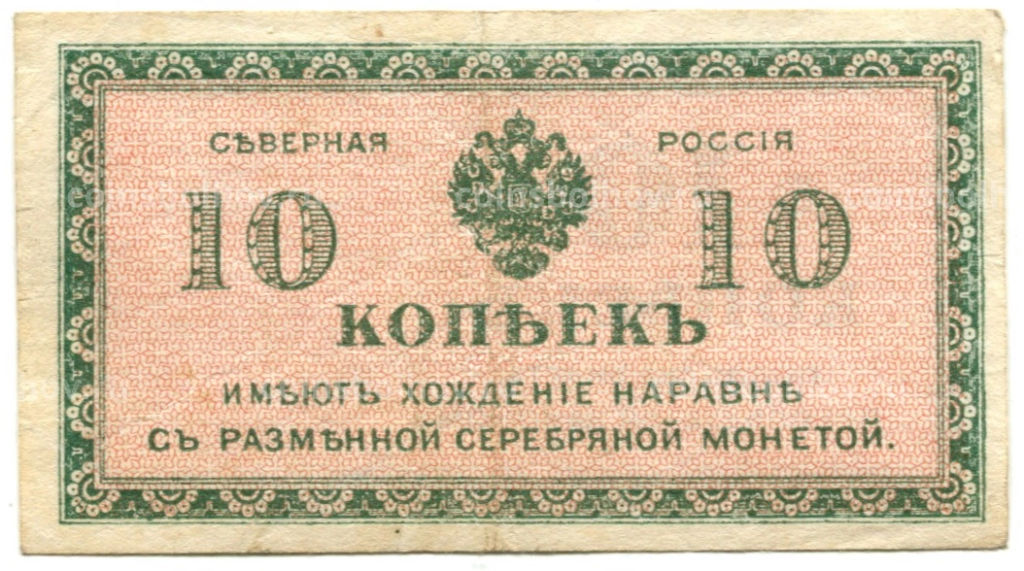 СѢВЕРНАЯ РОССІЯ
10 10
КОПѢЕКЪ
ИМѢЮТЪ ХОЖДЕНІЕ НАРАВНѢ
СЪ РАЗМѢННОЙ СЕРЕБРЯНОЙ МОНЕТОЙ.